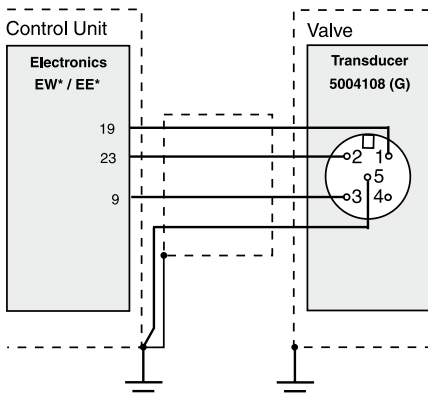 Control Unit
Electronics
EW* / EE*
19
23
9
Valve
Transducer
5004108 (G)
2 1
5
3 4